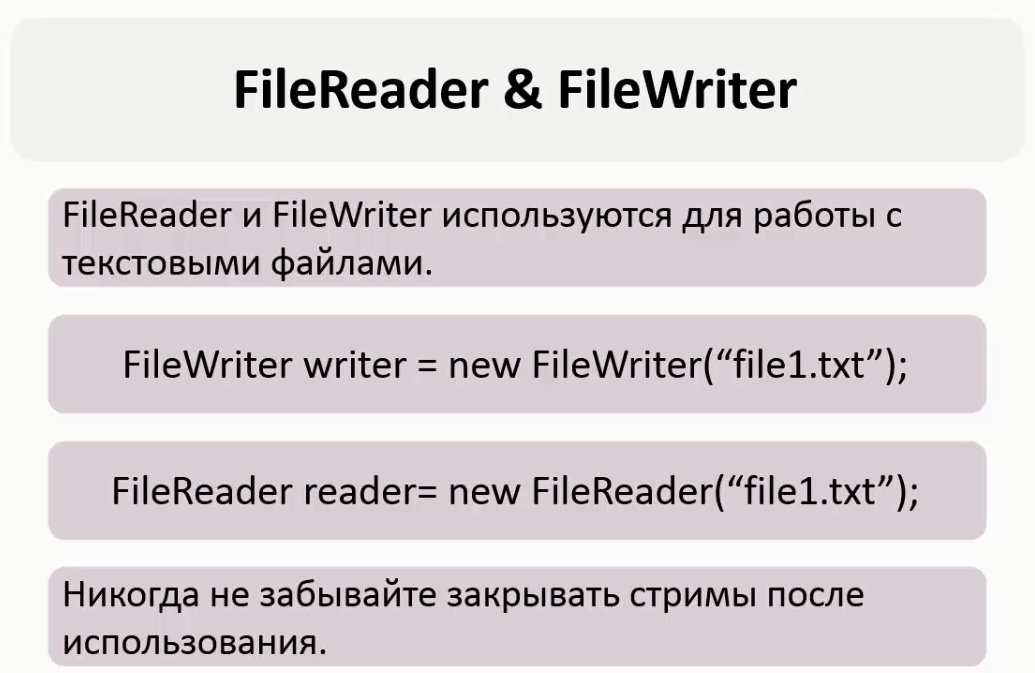 FileReader & FileWriter
FileReader и FileWriter используются для работы с
текстовыми файлами.
FileWriter writer = new FileWriter(“file1.txt”);
FileReader reader= new FileReader(“file1.txt”);
Никогда не забывайте закрывать стримы после
использования.